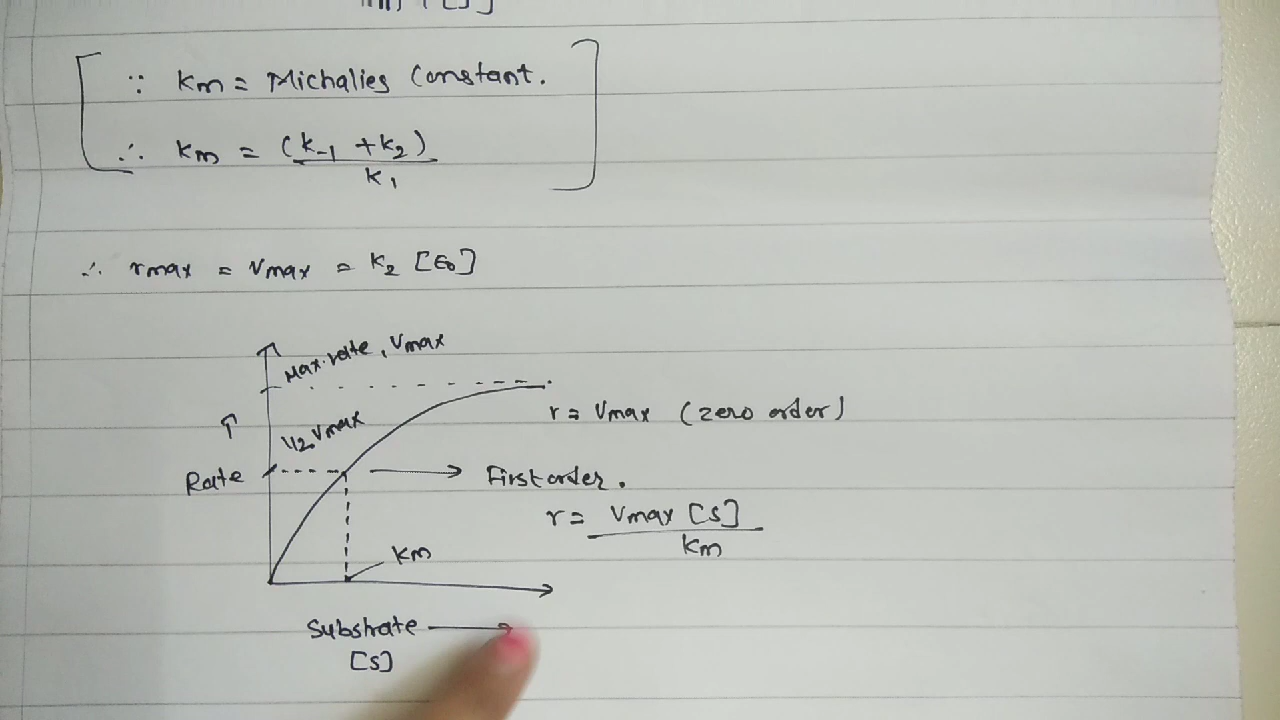 ∵ Km = Michalies Constant.
∴ Km = (k-1 + k2)
k1
∴ rmax = Vmax = k2 [E0]
Max. rate, Vmax
r = Vmax (zero order)
1/2 Vmax
Rate
First order.
r = Vmax [S]
Km
Km
Substrate
[S]